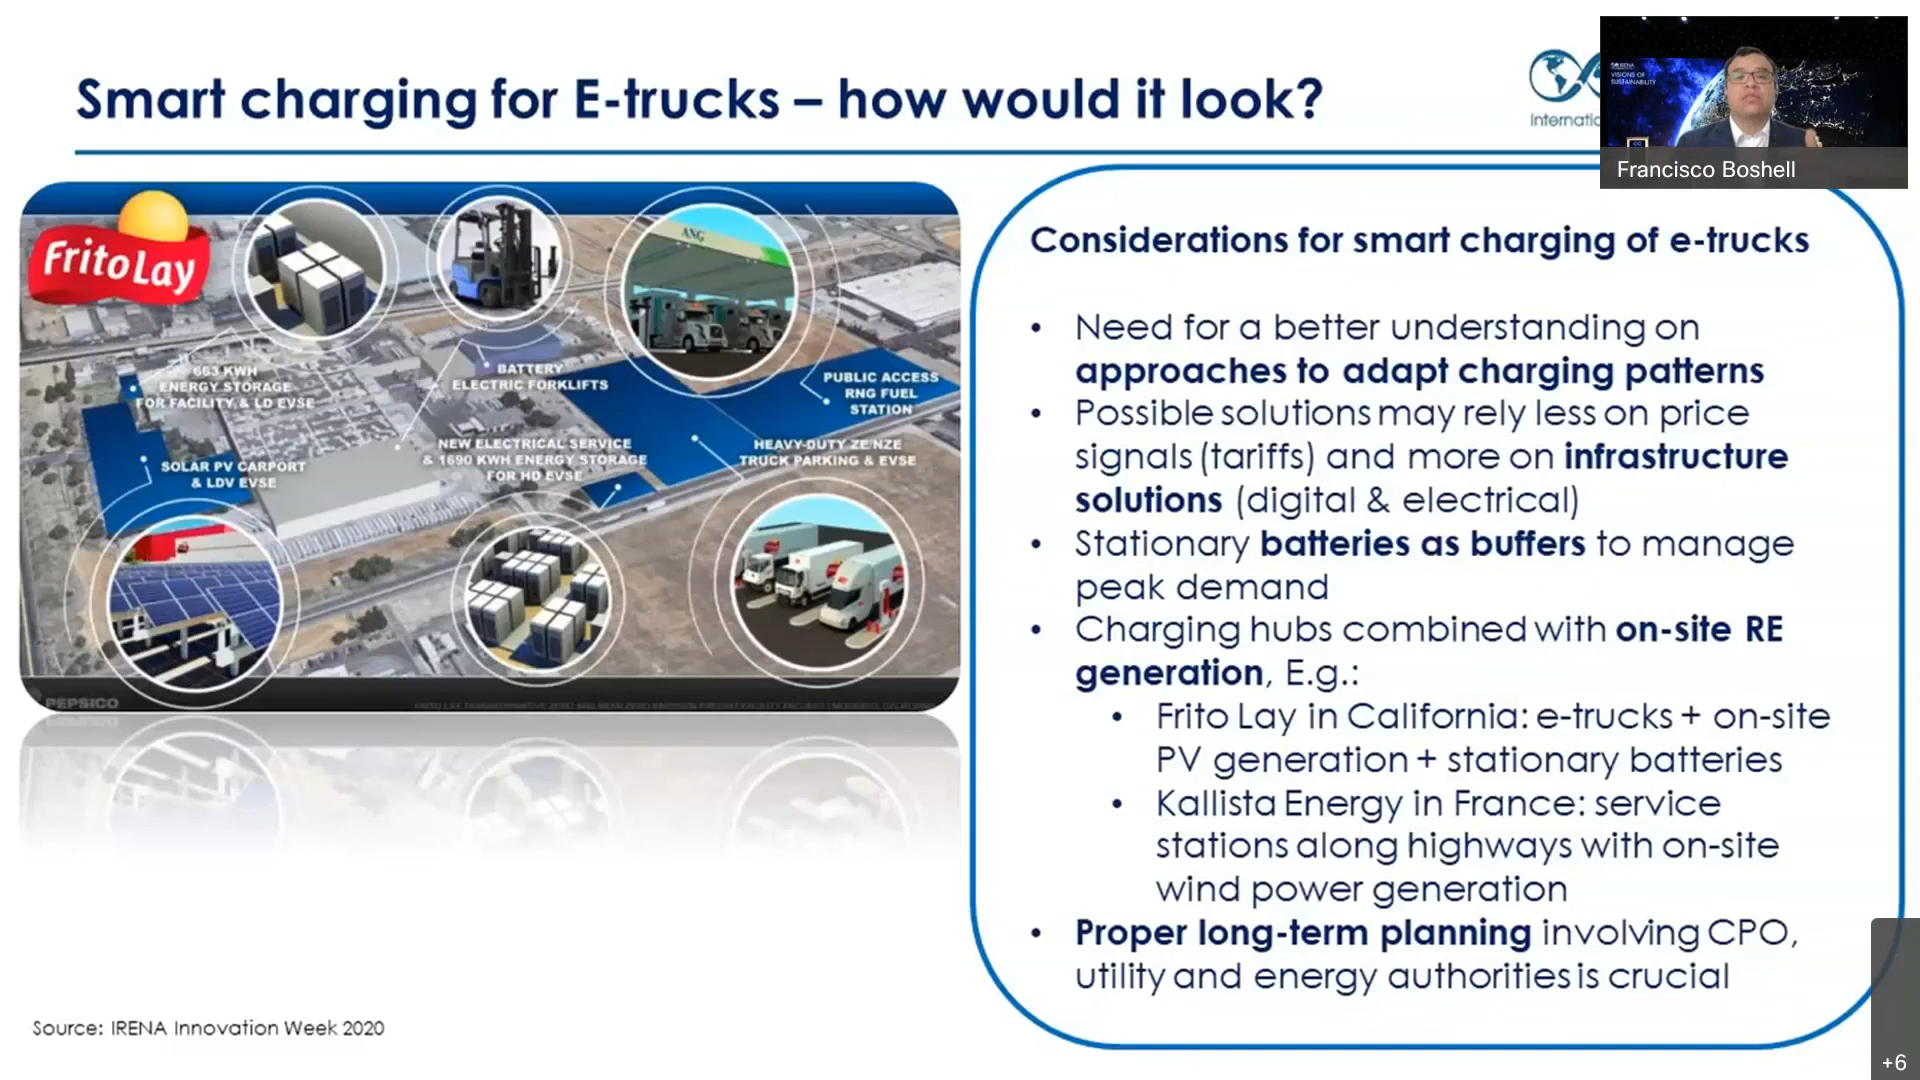 Smart charging for E-trucks – how would it look?
Internatio
IRENA
VISIONS OF
SUSTAINABILITY
Francisco Boshell
FritoLay
ANG
663 KWH
ENERGY STORAGE
FOR FACILITY & LD EVSE
BATTERY
ELECTRIC FORKLIFTS
PUBLIC ACCESS
RNG FUEL
STATION
SOLAR PV CARPORT
& LDV EVSE
NEW ELECTRICAL SERVICE
& 1690 KWH ENERGY STORAGE
FOR HD EVSE
HEAVY-DUTY ZE/NZE
TRUCK PARKING & EVSE
PEPSICO
Considerations for smart charging of e-trucks
• Need for a better understanding on
approaches to adapt charging patterns
• Possible solutions may rely less on price
signals (tariffs) and more on infrastructure
solutions (digital & electrical)
• Stationary batteries as buffers to manage
peak demand
• Charging hubs combined with on-site RE
generation, E.g.:
• Frito Lay in California: e-trucks + on-site
PV generation + stationary batteries
• Kallista Energy in France: service
stations along highways with on-site
wind power generation
• Proper long-term planning involving CPO,
utility and energy authorities is crucial
Source: IRENA Innovation Week 2020
+6